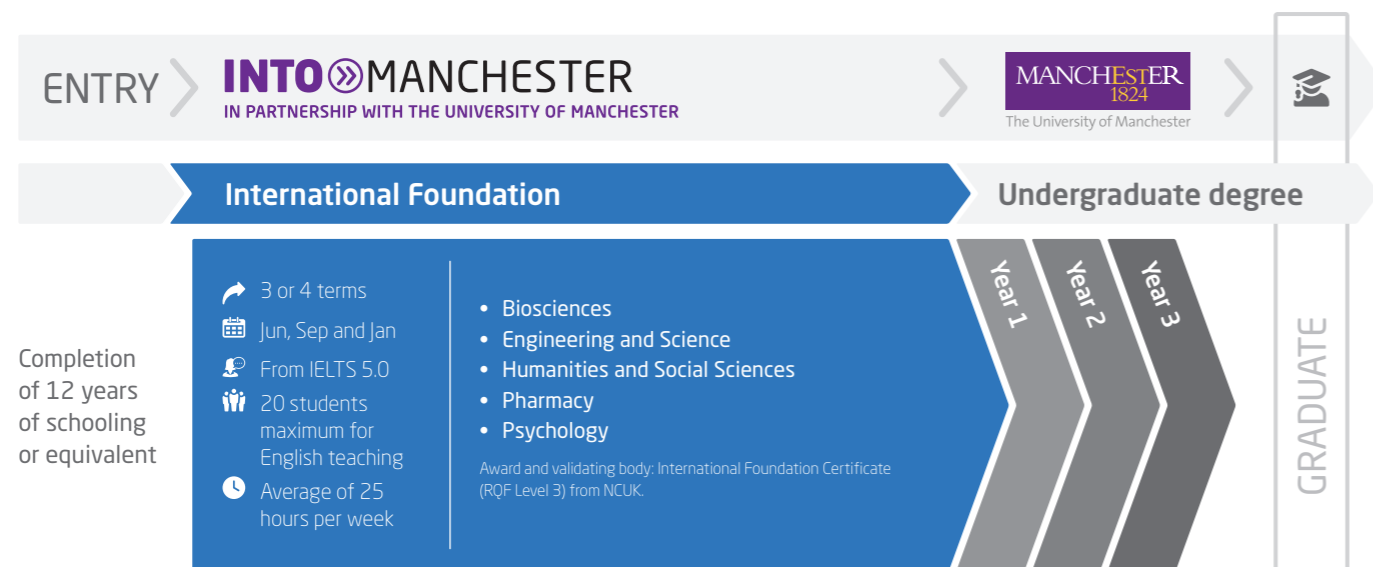 ENTRY
INTO MANCHESTER
IN PARTNERSHIP WITH THE UNIVERSITY OF MANCHESTER
MANCHESTER
1824
The University of Manchester
International Foundation
Undergraduate degree
Completion
of 12 years
of schooling
or equivalent
3 or 4 terms
Jun, Sep and Jan
From IELTS 5.0
20 students
maximum for
English teaching
Average of 25
hours per week
• Biosciences
• Engineering and Science
• Humanities and Social Sciences
• Pharmacy
• Psychology
Award and validating body: International Foundation Certificate
(RQF Level 3) from NCUK.
Year 1
Year 2
Year 3
GRADUATE